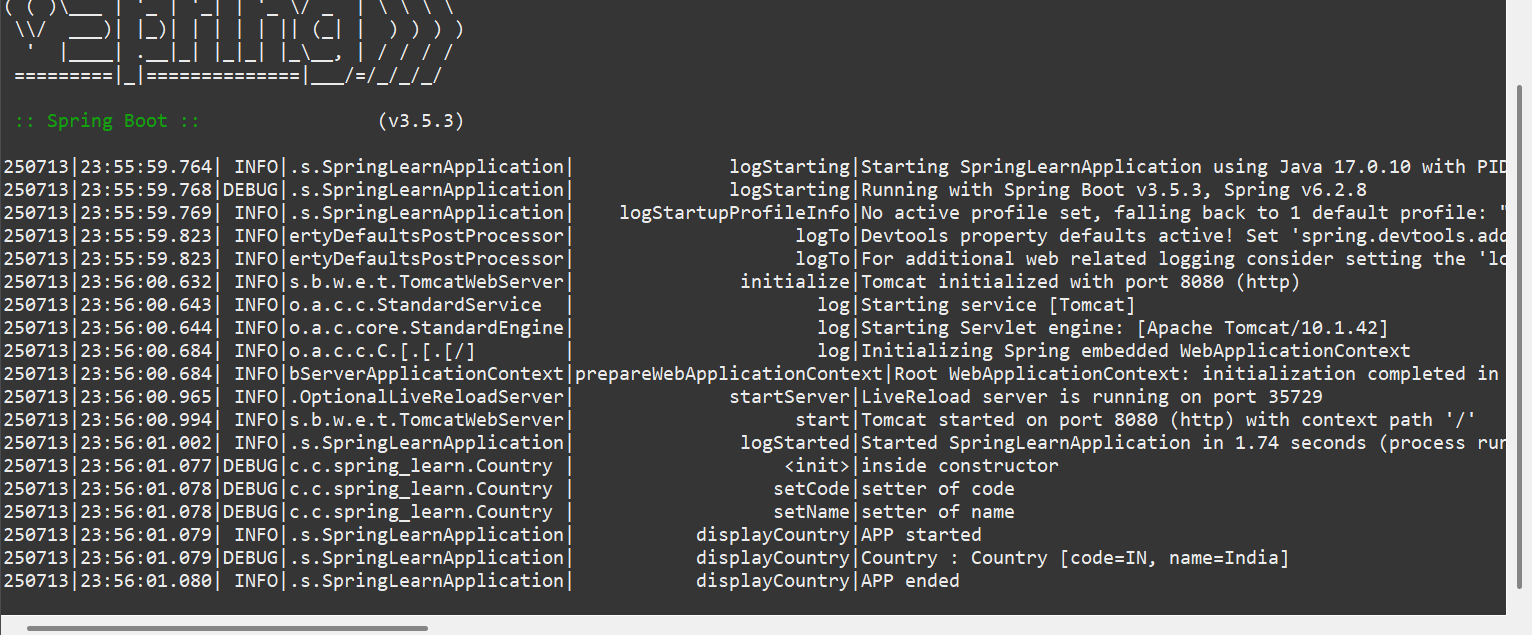 ( ( )\___ | '_ | '_| | '_ \/ _` | \ \ \ \
 \\/  ___)| |_)| | | | | || (_| |  ) ) ) )
  '  |____| .__|_| |_|_| |_\__, | / / / /
 =========|_|==============|___/=/_/_/_/
 :: Spring Boot ::                (v3.5.3)
250713|23:55:59.764| INFO|.s.SpringLearnApplication|              logStarting|Starting SpringLearnApplication using Java 17.0.10 with PID
250713|23:55:59.768|DEBUG|.s.SpringLearnApplication|              logStarting|Running with Spring Boot v3.5.3, Spring v6.2.8
250713|23:55:59.769| INFO|.s.SpringLearnApplication|    logStartupProfileInfo|No active profile set, falling back to 1 default profile: "
250713|23:55:59.823| INFO|ertyDefaultsPostProcessor|                    logTo|Devtools property defaults active! Set 'spring.devtools.add
250713|23:55:59.823| INFO|ertyDefaultsPostProcessor|                    logTo|For additional web related logging consider setting the 'lo
250713|23:56:00.632| INFO|s.b.w.e.t.TomcatWebServer|               initialize|Tomcat initialized with port 8080 (http)
250713|23:56:00.643| INFO|o.a.c.c.StandardService  |                      log|Starting service [Tomcat]
250713|23:56:00.644| INFO|o.a.c.core.StandardEngine|                      log|Starting Servlet engine: [Apache Tomcat/10.1.42]
250713|23:56:00.684| INFO|o.a.c.c.C.[.[.[/]        |                      log|Initializing Spring embedded WebApplicationContext
250713|23:56:00.684| INFO|bServerApplicationContext|prepareWebApplicationContext|Root WebApplicationContext: initialization completed in
250713|23:56:00.965| INFO|.OptionalLiveReloadServer|              startServer|LiveReload server is running on port 35729
250713|23:56:00.994| INFO|s.b.w.e.t.TomcatWebServer|                    start|Tomcat started on port 8080 (http) with context path '/'
250713|23:56:01.002| INFO|.s.SpringLearnApplication|               logStarted|Started SpringLearnApplication in 1.74 seconds (process run
250713|23:56:01.077|DEBUG|c.c.spring_learn.Country |                   <init>|inside constructor
250713|23:56:01.078|DEBUG|c.c.spring_learn.Country |                  setCode|setter of code
250713|23:56:01.078|DEBUG|c.c.spring_learn.Country |                  setName|setter of name
250713|23:56:01.079| INFO|.s.SpringLearnApplication|           displayCountry|APP started
250713|23:56:01.079|DEBUG|.s.SpringLearnApplication|           displayCountry|Country : Country [code=IN, name=India]
250713|23:56:01.080| INFO|.s.SpringLearnApplication|           displayCountry|APP ended